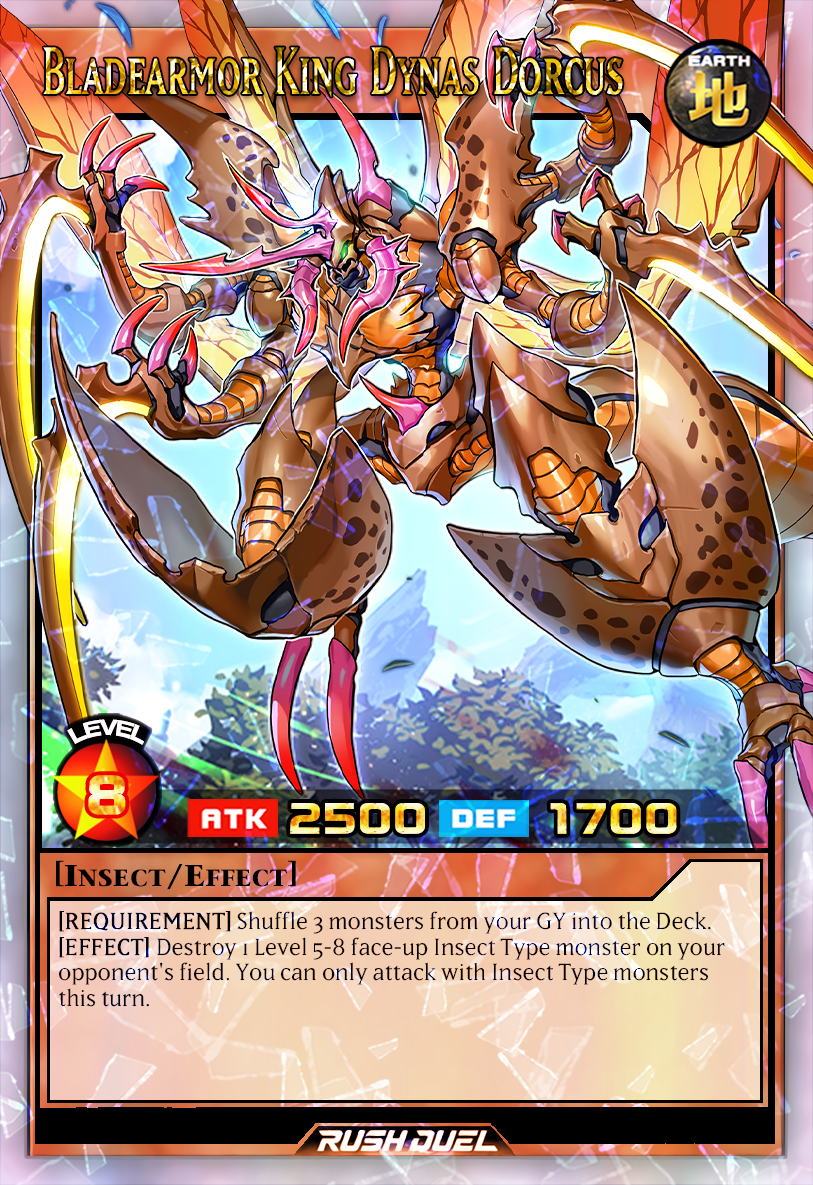 Bladearmor King Dynas Dorcus
EARTH
地
LEVEL
8
ATK 2500 DEF 1700
[Insect/Effect]
[REQUIREMENT] Shuffle 3 monsters from your GY into the Deck.
[EFFECT] Destroy 1 Level 5-8 face-up Insect Type monster on your
opponent's field. You can only attack with Insect Type monsters
this turn.
RUSH DUEL